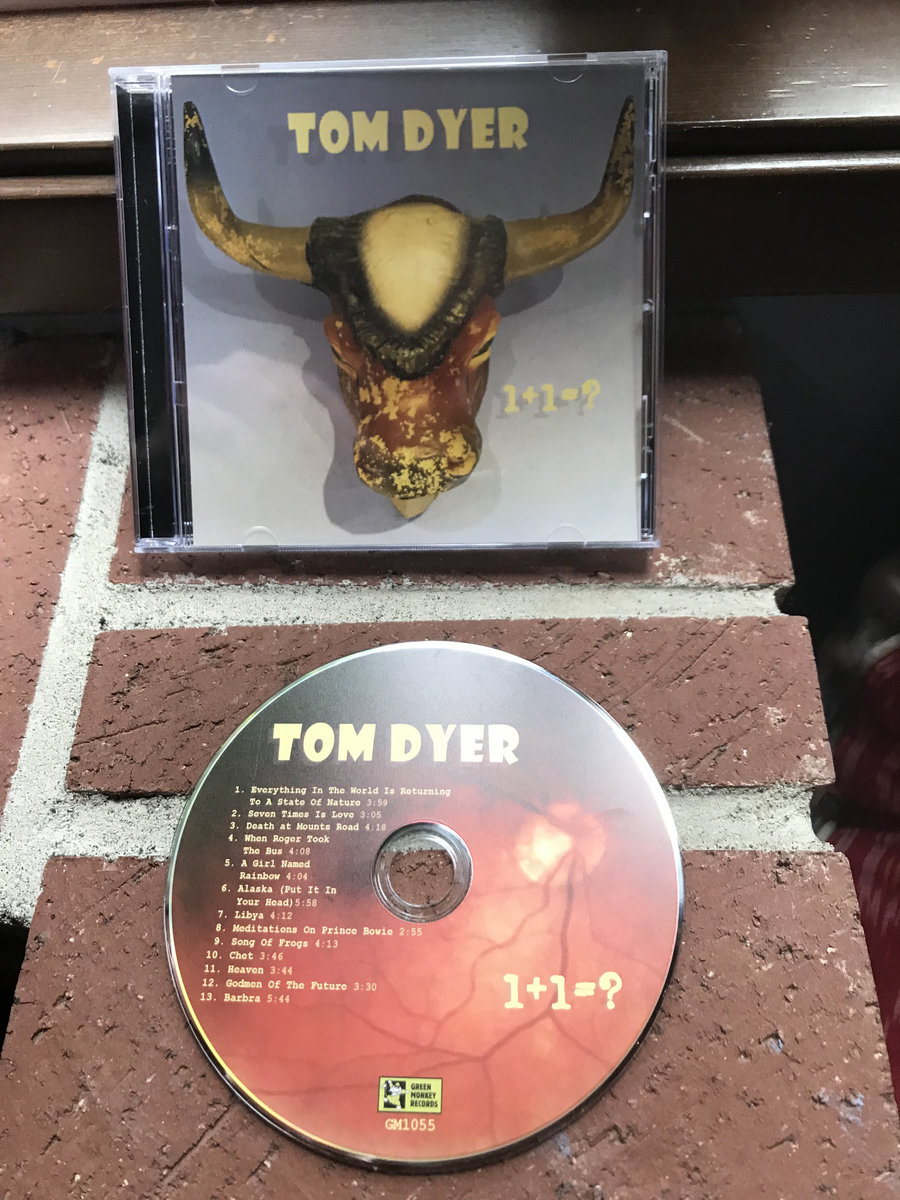 TOM DYER
1+1=?
TOM DYER
1. Everything In The World Is Returning
To A State Of Nature 3:59
2. Seven Times Is Love 3:05
3. Death at Mounts Road 4:18
4. When Roger Took
The Bus 4:08
5. A Girl Named
Rainbow 4:04
6. Alaska (Put It In
Your Head)5:58
7. Libya 4:12
8. Meditations On Prince Bowie 2:55
9. Song Of Frogs 4:13
10. Chet 3:46
11. Heaven 3:44
12. Godmen Of The Future 3:30
13. Barbra 5:44
1+1=?
GREEN
MONKEY
RECORDS
GM1055